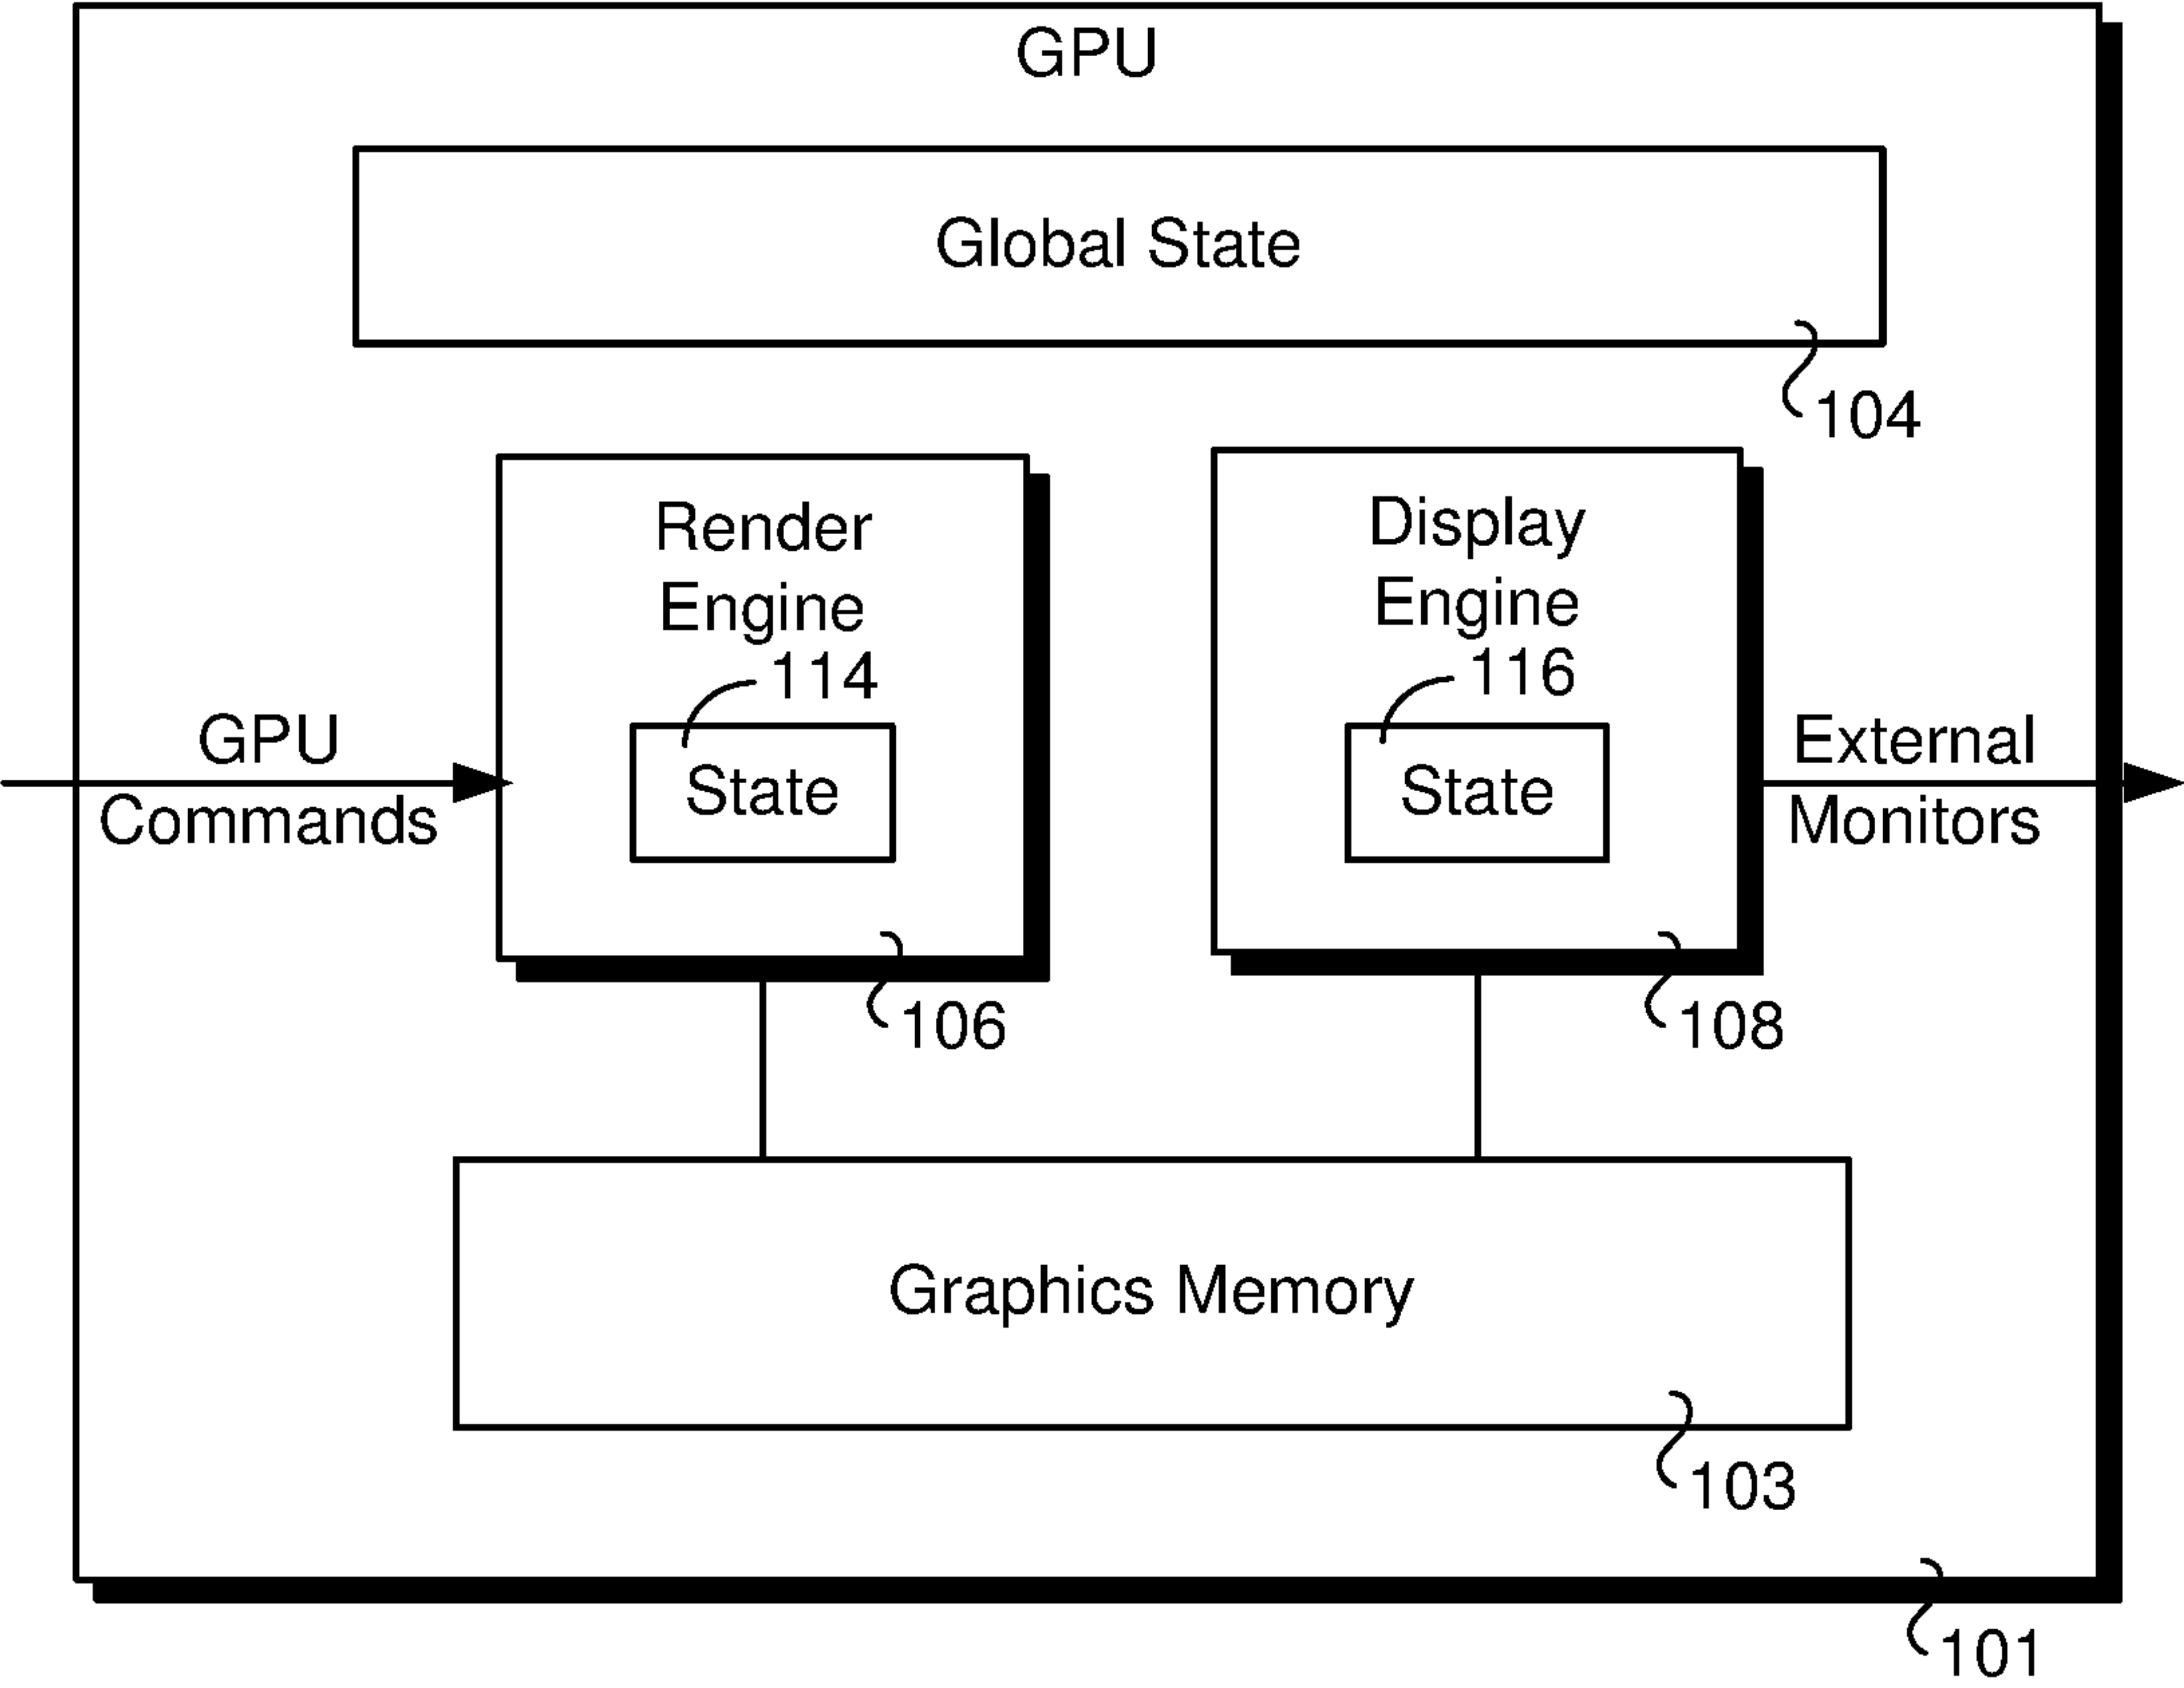 GPU
Global State
104
Render
Engine
114
State
106
Display
Engine
116
State
108
GPU
Commands
External
Monitors
Graphics Memory
103
101